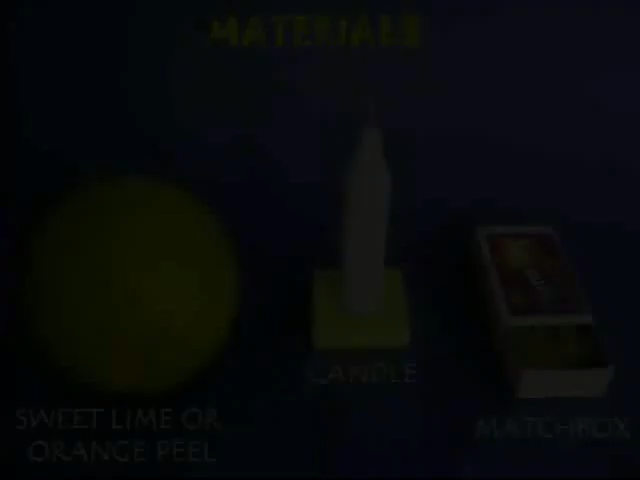 MATERIALS
CANDLE
SWEET LIME OR
ORANGE PEEL
MATCHBOX